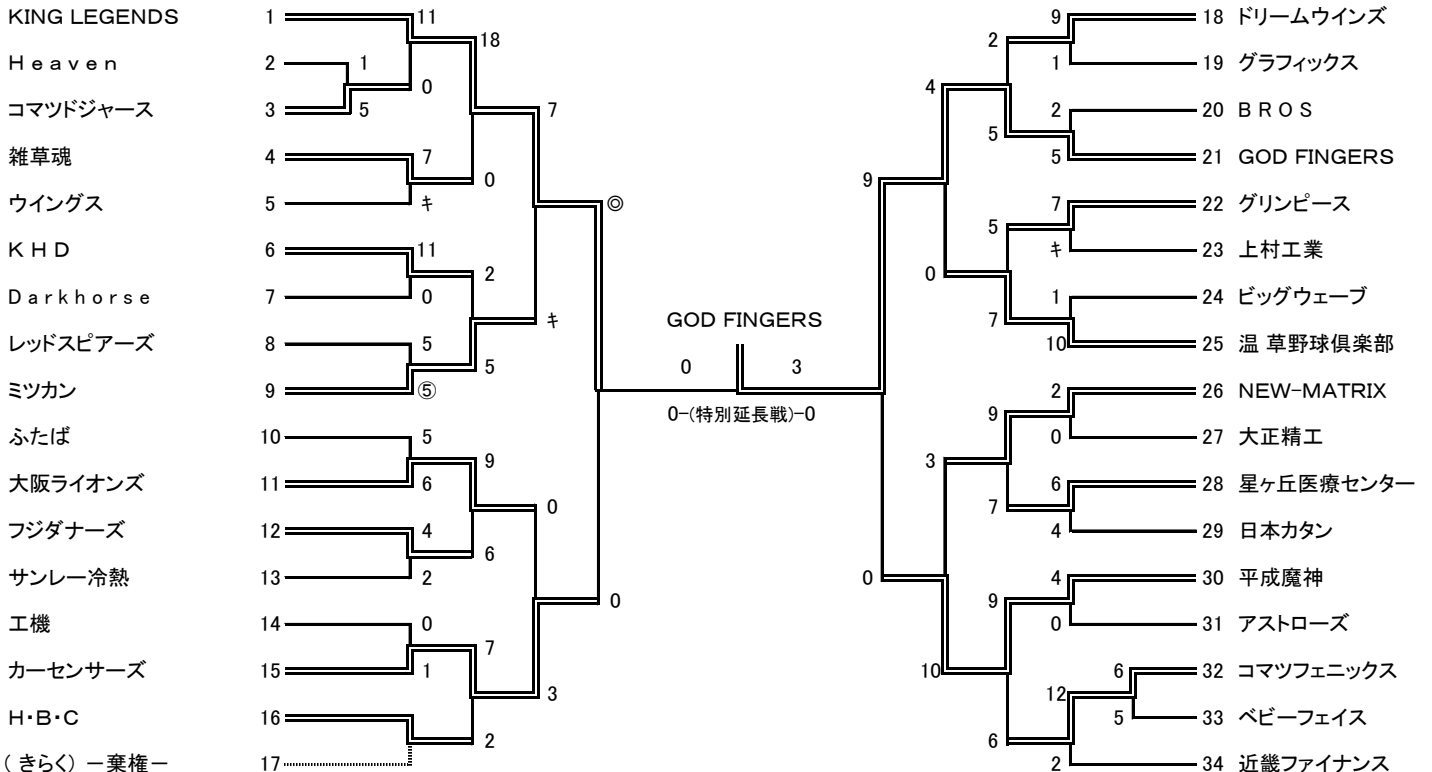 KING LEGENDS 1 11
18
Ｈｅａｖｅｎ 2 1
0
コマツドジャース 3 5
7
雑草魂 4 7
0
ウイングス 5 ｷ
◎
ＫＨＤ 6 11
2
Ｄａｒｋｈｏｒｓｅ 7 0
ｷ
レッドスピアーズ 8 5
5
ミツカン 9 ⑤
ふたば 10 5
9
大阪ライオンズ 11 6
0
フジダナーズ 12 4
6
サンレー冷熱 13 2
0
工機 14 0
7
カーセンサーズ 15 1
3
H・B・C 16
2
（きらく）－棄権－ 17
GOD FINGERS
0 3
0-(特別延長戦)-0
9 18 ドリームウインズ
2
1 19 グラフィックス
4
2 20 ＢＲＯＳ
5
5 21 GOD FINGERS
9
7 22 グリンピース
5
ｷ 23 上村工業
0
1 24 ビッグウェーブ
7
10 25 温 草野球倶楽部
2 26 NEW-MATRIX
9
0 27 大正精工
3
6 28 星ヶ丘医療センター
7
4 29 日本カタン
0
4 30 平成魔神
9
0 31 アストローズ
10
6 32 コマツフェニックス
12
5 33 ベビーフェイス
6
2 34 近畿ファイナンス